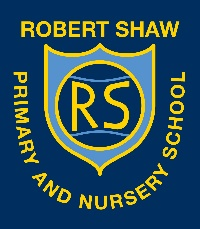 ROBERT SHAW
RS
PRIMARY AND NURSERY SCHOOL